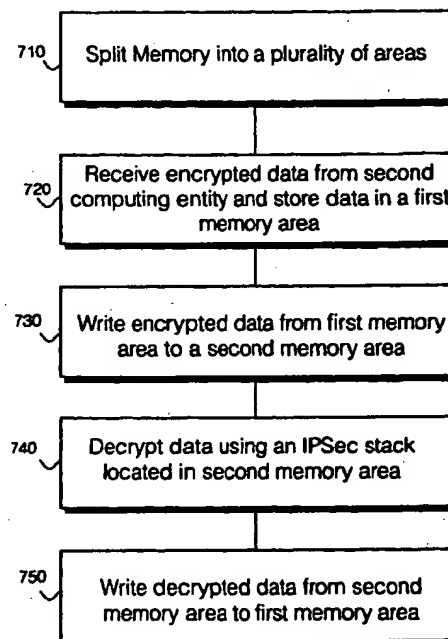 710
Split Memory into a plurality of areas
720
Receive encrypted data from second
computing entity and store data in a first
memory area
730
Write encrypted data from first memory
area to a second memory area
740
Decrypt data using an IPSec stack
located in second memory area
750
Write decrypted data from second
memory area to first memory area